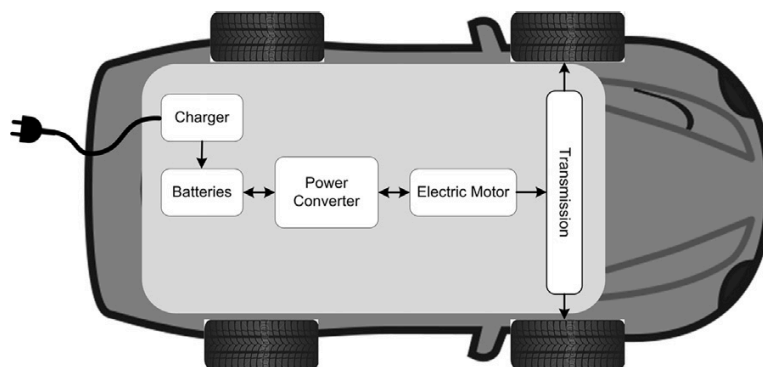 Charger
Batteries
Power
Converter
Electric Motor
Transmission